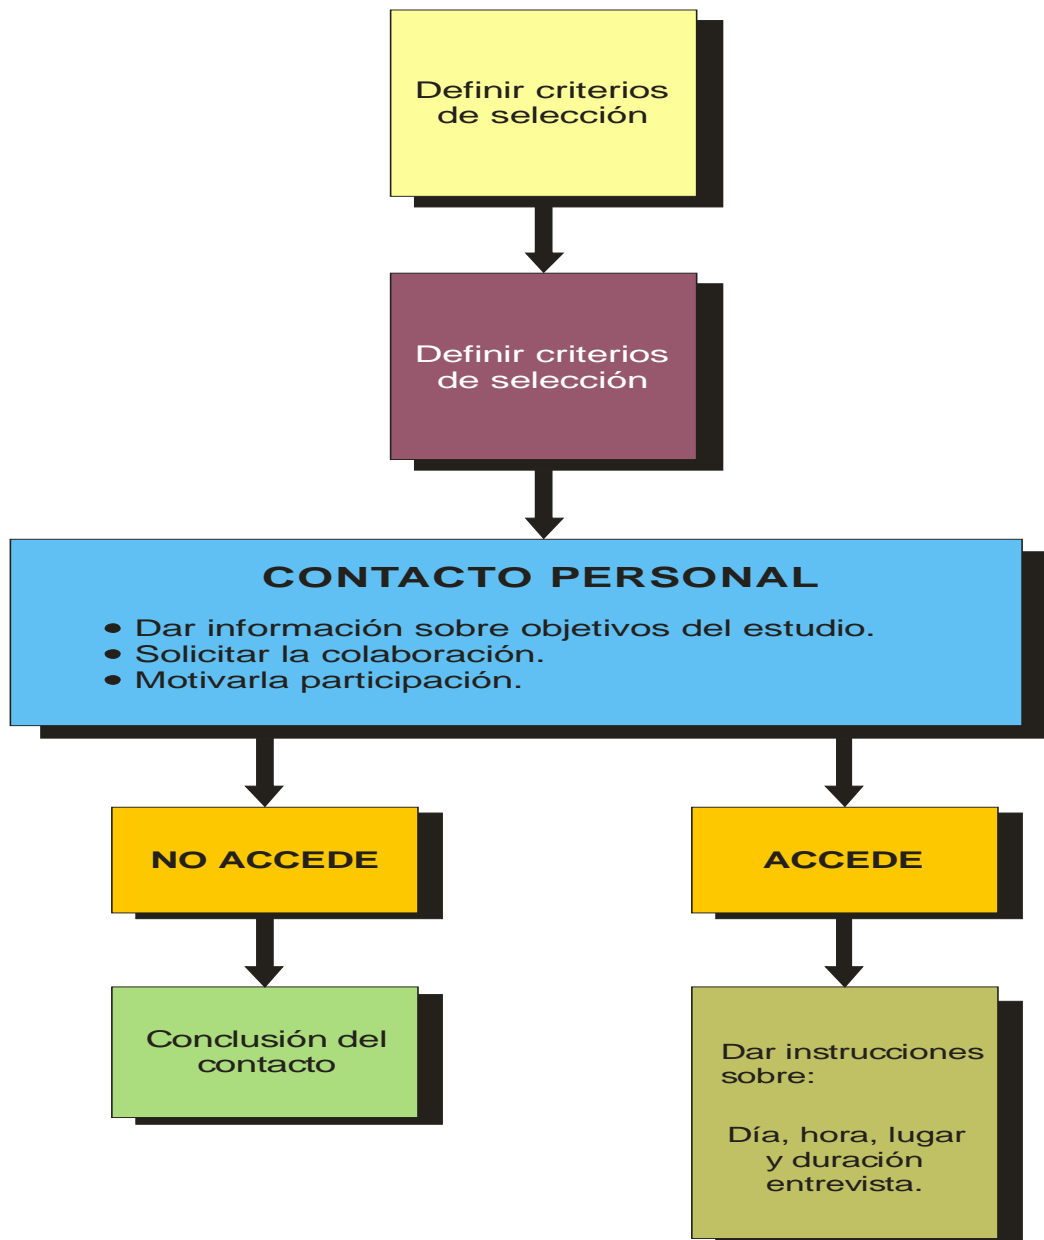 Definir criterios
de selección
Definir criterios
de selección
CONTACTO PERSONAL
● Dar información sobre objetivos del estudio.
● Solicitar la colaboración.
● Motivarla participación.
NO ACCEDE
ACCEDE
Conclusión del
contacto
Dar instrucciones
sobre:
Día, hora, lugar
y duración
entrevista.